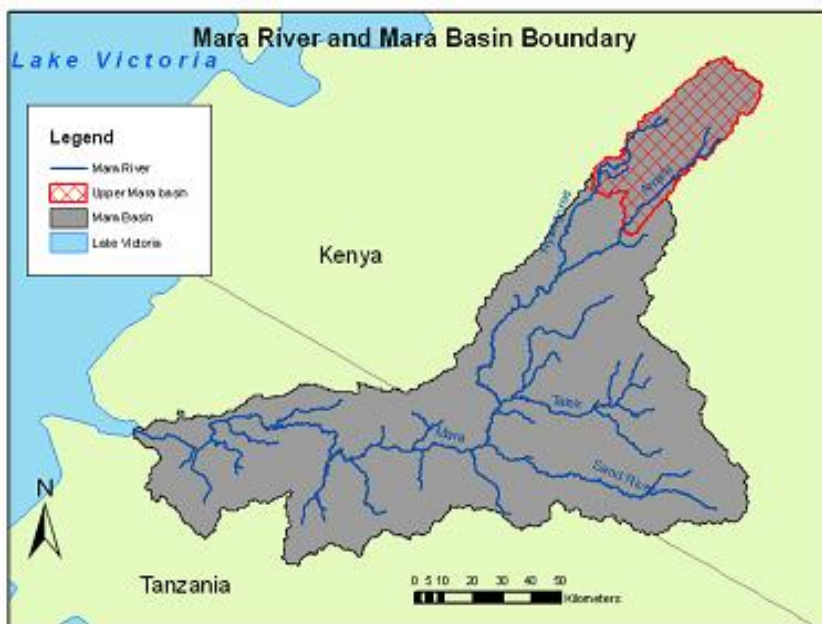 Mara River and Mara Basin Boundary
Lake Victoria
Legend
Mara River
Upper Mara basin
Mara Basin
Lake Victoria
Kenya
Talek
Mara
Sand River
N
Tanzania
0 5 10 20 30 40 50
Kilometers